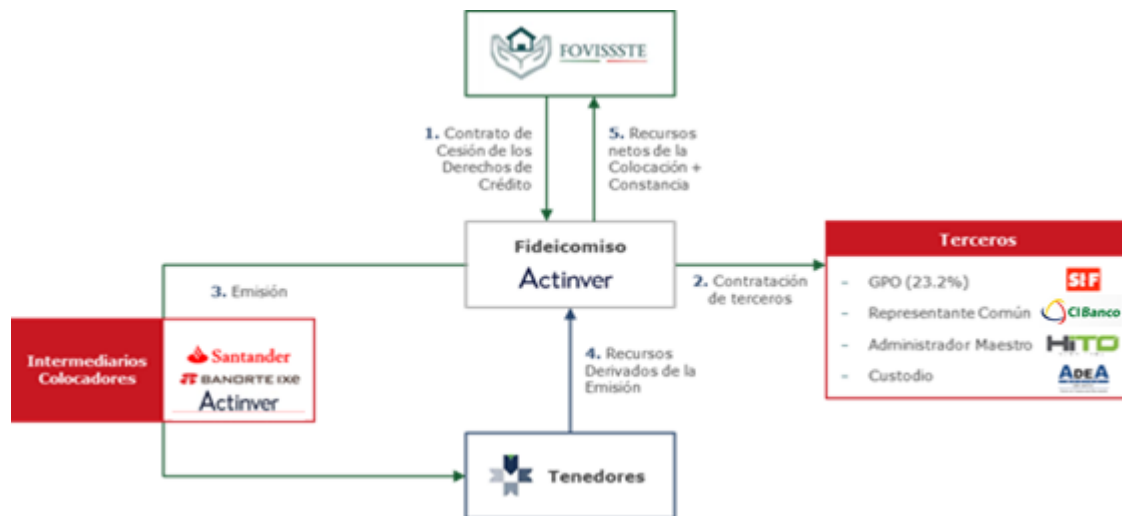 FOVISSSTE
1. Contrato de
Cesión de los
Derechos de
Crédito
5. Recursos
netos de la
Colocación +
Constancia
Fideicomiso
Actinver
3. Emisión
2. Contratación
de terceros
Terceros
- GPO (23.2%)
SHF
- Representante Común
CIBanco
- Administrador Maestro
HiTO
- Custodio
ADEA
Intermediarios
Colocadores
Santander
BANORTE IXE
Actinver
4. Recursos
Derivados de la
Emisión
Tenedores